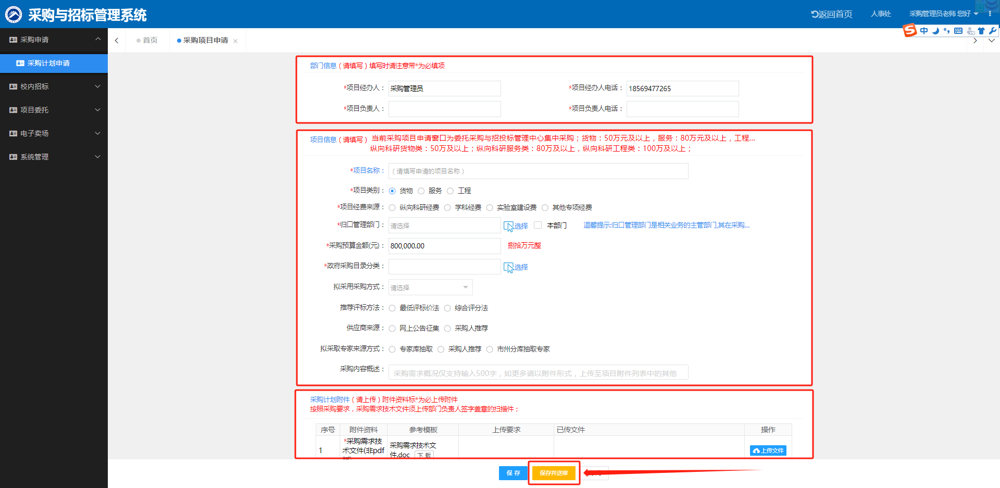 采购与招标管理系统
返回首页 人事处 采购管理员老师 您好
中
采购申请
采购计划申请
校内招标
项目委托
电子卖场
系统管理
首页 采购项目申请
部门信息（请填写）填写时请注意带*为必填项
*项目经办人： 采购管理员 *项目经办人电话： 18569477265
*项目负责人： *项目负责人电话：
项目信息（请填写） 当前采购项目申请窗口为委托采购与招投标管理中心集中采购；货物：50万元及以上，服务：80万元及以上，工程...
纵向科研货物类：50万及以上；纵向科研服务类：80万及以上，纵向科研工程类：100万及以上；
*项目名称： （请填写申请的项目名称）
*项目类别： 货物 服务 工程
*项目经费来源： 纵向科研经费 学科经费 实验室建设费 其他专项经费
*归口管理部门： 请选择 选择 本部门 温馨提示:归口管理部门是相关业务的主管部门,其在采购...
*采购预算金额(元)： 800,000.00 捌拾万元整
*政府采购目录分类： 选择
拟采用采购方式： 请选择
推荐评标方法： 最低评标价法 综合评分法
供应商来源： 网上公告征集 采购人推荐
拟采取专家来源方式： 专家库抽取 采购人推荐 市州分库抽取专家
采购内容概述： 采购需求概况仅支持输入500字，如更多请以附件形式，上传至项目附件列表中的其他
采购计划附件（请上传）附件资料标*为必上传附件
按照采购要求，采购需求技术文件须上传部门负责人签字盖章的扫描件；
序号 附件资料 参考模板 上传要求 已传文件 操作
1 *采购需求技术文件(非pdf 采购需求技术文件.doc 下 载 上传文件
保 存 保存并送审